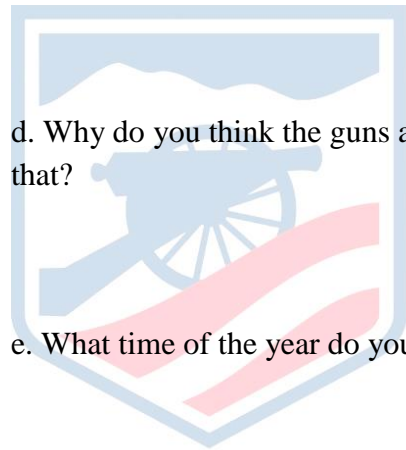 d. Why do you think the guns a
that?
e. What time of the year do you